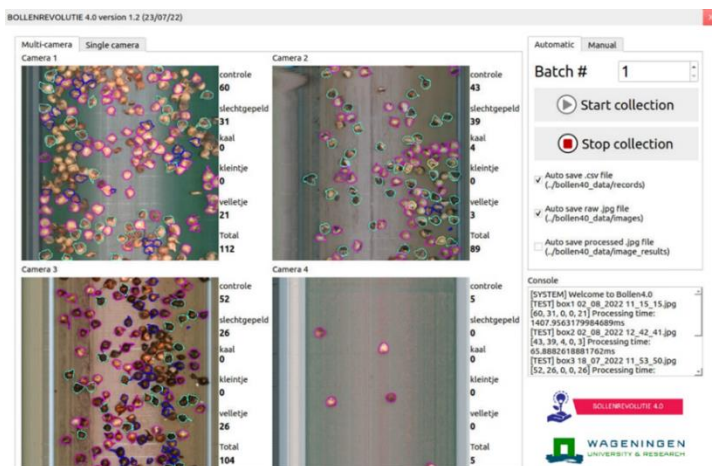 BOLLENREVOLUTIE 4.0 version 1.2 (23/07/22)
Multi-camera
Single camera
Camera 1
controle
60
slechtgepeld
31
kaal
0
kleintje
0
velletje
21
Total
112
Camera 2
controle
43
slechtgepeld
39
kaal
4
kleintje
0
velletje
3
Total
89
Camera 3
controle
52
slechtgepeld
26
kaal
0
kleintje
0
velletje
26
Total
104
Camera 4
controle
5
slechtgepeld
0
kaal
0
kleintje
0
velletje
0
Total
5
Automatic
Manual
Batch #
1
Start collection
Stop collection
Auto save .csv file
(../bollen40_data/records)
Auto save raw .jpg file
(../bollen40_data/images)
Auto save processed .jpg file
(../bollen40_data/image_results)
Console
[SYSTEM] Welcome to Bollen4.0
[TEST] box1 02_08_2022 11_15_15.jpg
[60, 31, 0, 0, 21] Processing time:
1407.9563179984689ms
[TEST] box2 02_08_2022 12_42_41.jpg
[43, 39, 4, 0, 3] Processing time:
65.8882618881762ms
[TEST] box3 18_07_2022 11_53_50.jpg
[52, 26, 0, 0, 26] Processing time:
BOLLENREVOLUTIE 4.0
WAGENINGEN
UNIVERSITY & RESEARCH